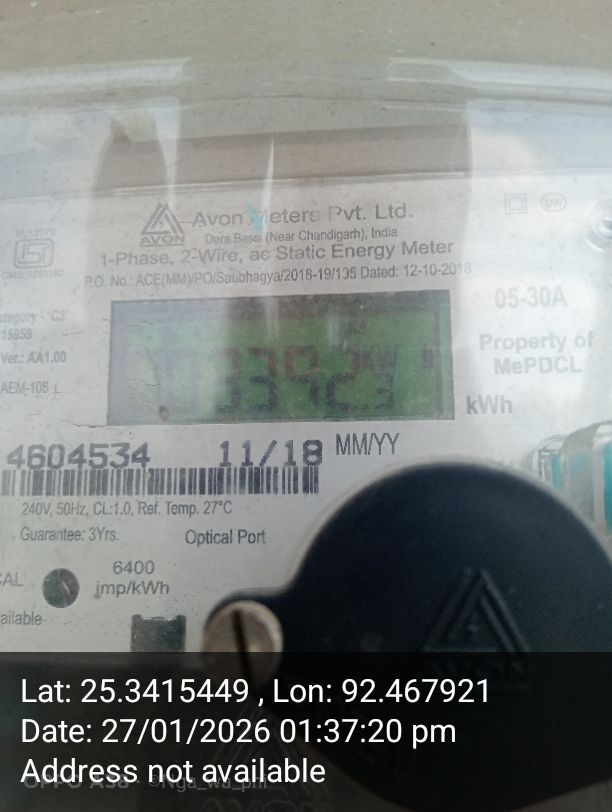 Avon Meters Pvt. Ltd.
AVON
Dera Bassi (Near Chandigarh), India
1-Phase, 2-Wire, ac Static Energy Meter
P.O. No.: ACE(MM)/PO/Saubhagya/2018-19/195 Dated: 12-10-2018
05-30A
Property of
MePDCL
15959
Ver.: AA1.00
AEM-106
kWh
4604534
11/18 MM/YY
240V, 50Hz, CL:1.0, Ref. Temp. 27°C
Guarantee: 3Yrs.
Optical Port
6400
imp/kWh
AVON
Lat: 25.3415449 , Lon: 92.467921
Date: 27/01/2026 01:37:20 pm
Address not available